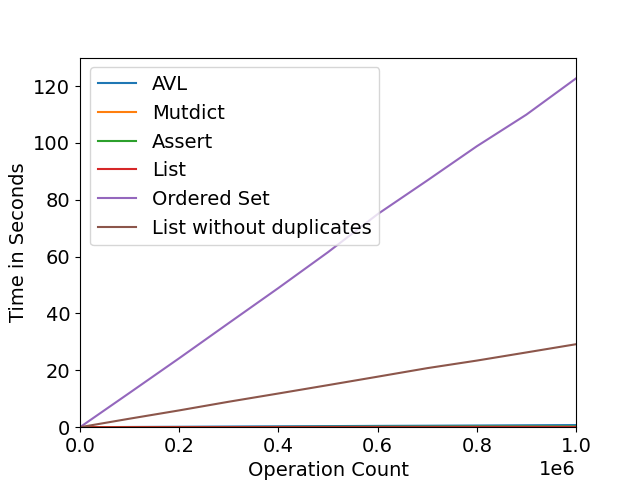 AVL
Mutdict
Assert
List
Ordered Set
List without duplicates
120
100
80
60
40
20
0
Time in Seconds
0.0 0.2 0.4 0.6 0.8 1.0
1e6
Operation Count